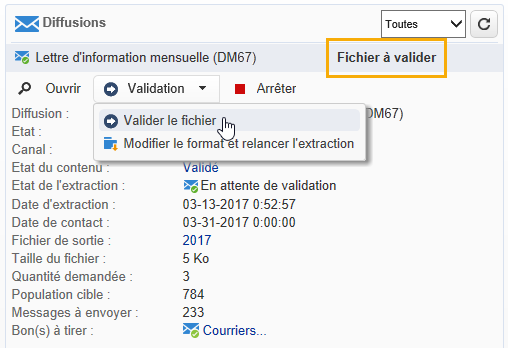 Diffusions
Toutes
Lettre d'information mensuelle (DM67) Fichier à valider
Ouvrir Validation Arrêter
Valider le fichier
Modifier le format et relancer l'extraction
Diffusion : DM67)
Etat :
Canal :
Etat du contenu : Validé
Etat de l'extraction : En attente de validation
Date d'extraction : 03-13-2017 0:52:57
Date de contact : 03-31-2017 0:00:00
Fichier de sortie : 2017
Taille du fichier : 5 Ko
Quantité demandée : 3
Population cible : 784
Messages à envoyer : 233
Bon(s) à tirer : Courriers...